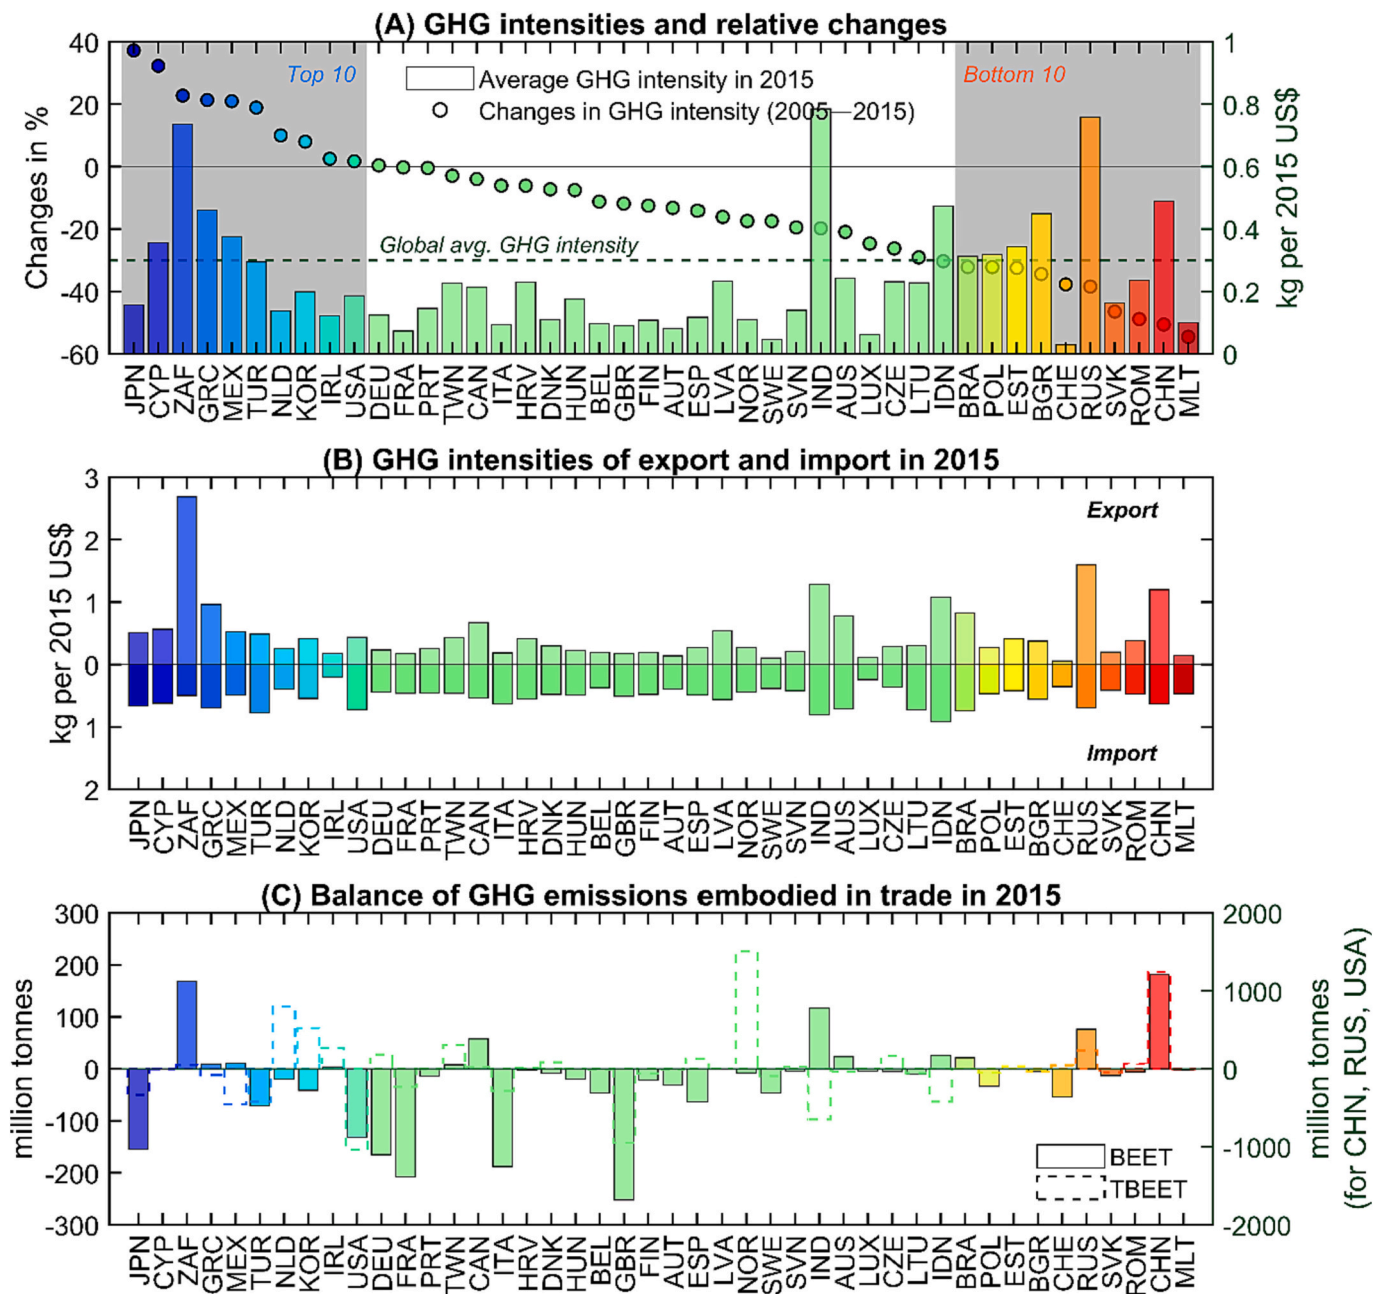 (A) GHG intensities and relative changes
40
20
0
-20
-40
-60
Changes in %
Top 10
Average GHG intensity in 2015
Changes in GHG intensity (2005—2015)
Bottom 10
Global avg. GHG intensity
1
0.8
0.6
0.4
0.2
0
kg per 2015 US$
JPN CYP ZAF GRC MEX TUR NLD KOR IRL USA DEU FRA PRT TWN CAN ITA HRV DNK HUN BEL GBR FIN AUT ESP LVA NOR SWE SVN IND AUS LUX CZE LTU IDN BRA POL EST BGR CHE RUS SVK ROM CHN MLT
(B) GHG intensities of export and import in 2015
3
2
1
0
1
2
kg per 2015 US$
Export
Import
JPN CYP ZAF GRC MEX TUR NLD KOR IRL USA DEU FRA PRT TWN CAN ITA HRV DNK HUN BEL GBR FIN AUT ESP LVA NOR SWE SVN IND AUS LUX CZE LTU IDN BRA POL EST BGR CHE RUS SVK ROM CHN MLT
(C) Balance of GHG emissions embodied in trade in 2015
300
200
100
0
-100
-200
-300
million tonnes
BEET
TBEET
2000
1000
0
-1000
-2000
million tonnes
(for CHN, RUS, USA)
JPN CYP ZAF GRC MEX TUR NLD KOR IRL USA DEU FRA PRT TWN CAN ITA HRV DNK HUN BEL GBR FIN AUT ESP LVA NOR SWE SVN IND AUS LUX CZE LTU IDN BRA POL EST BGR CHE RUS SVK ROM CHN MLT